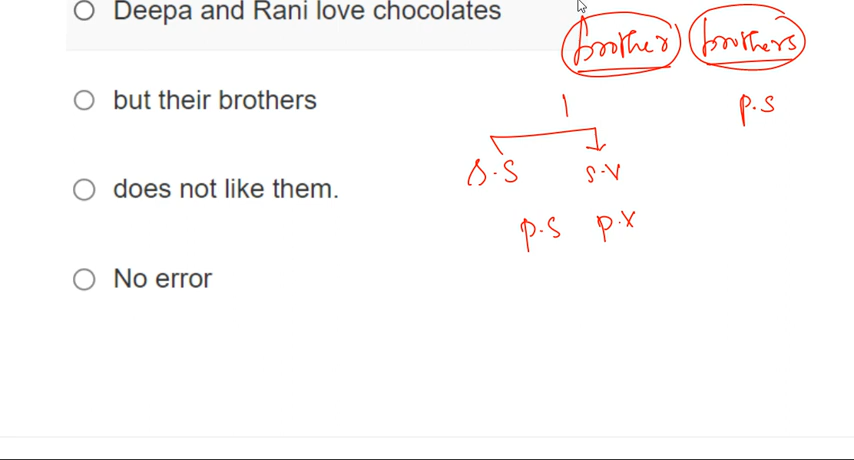 Deepa and Rani love chocolates
brother brothers
but their brothers
1
P.S
S.S S.V
does not like them.
P.S P.V
No error